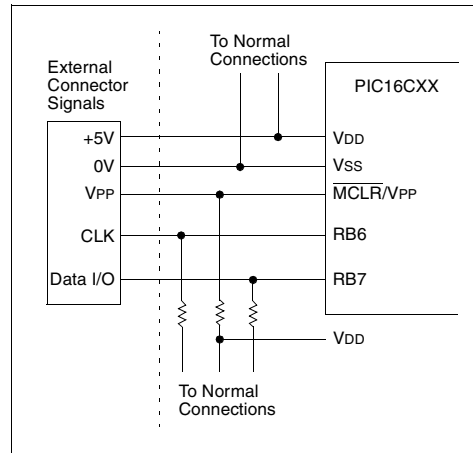 To Normal
Connections
External
Connector
Signals
PIC16CXX
+5V
0V
VPP
CLK
Data I/O
VDD
VSS
MCLR/VPP
RB6
RB7
VDD
To Normal
Connections